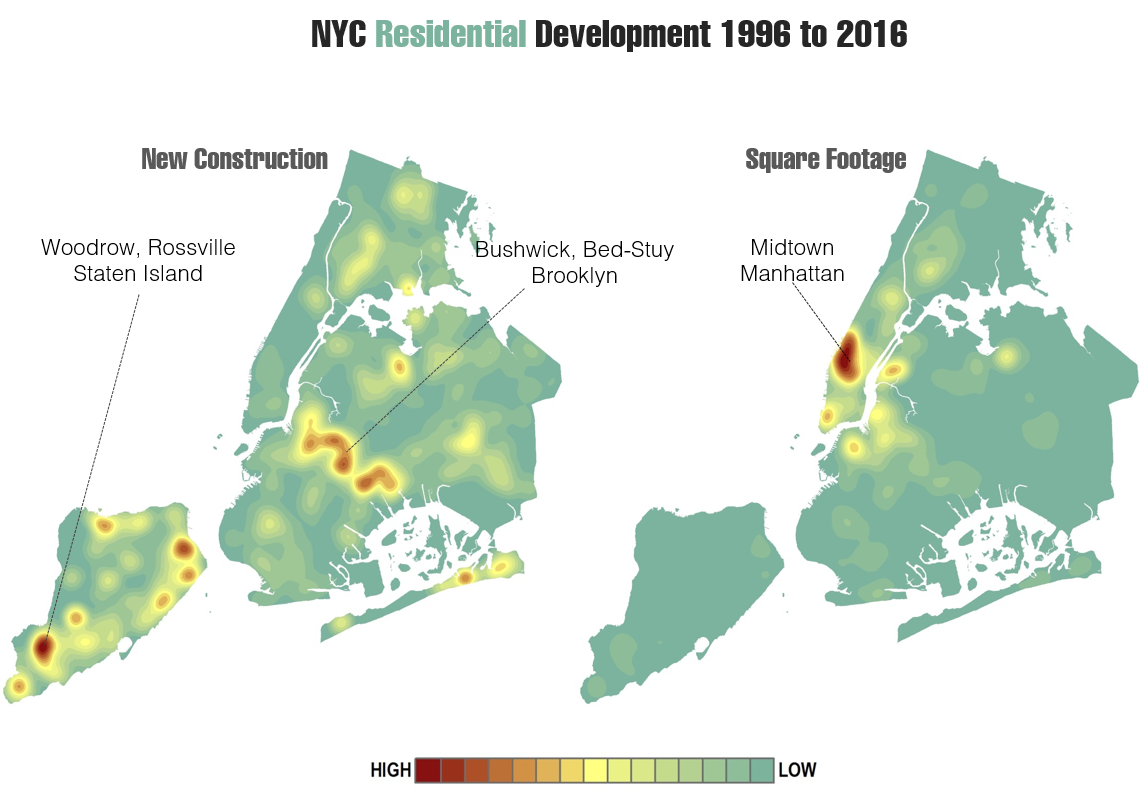 NYC Residential Development 1996 to 2016
New Construction
Square Footage
Woodrow, Rossville
Staten Island
Bushwick, Bed-Stuy
Brooklyn
Midtown
Manhattan
HIGH
LOW